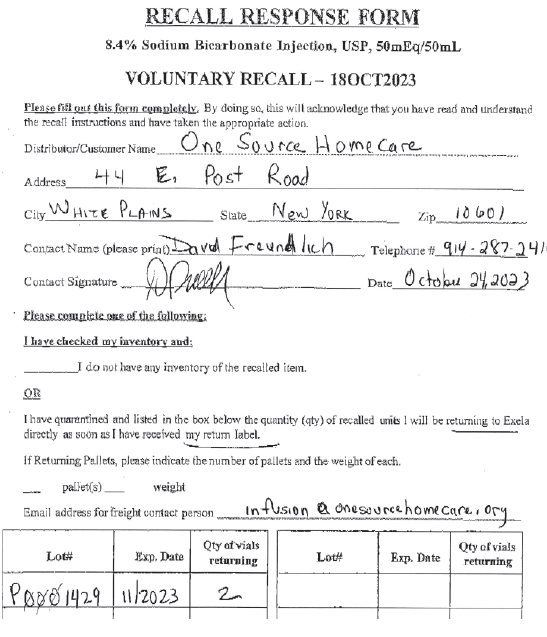 RECALL RESPONSE FORM
8.4% Sodium Bicarbonate Injection, USP, 50mEq/50mL
VOLUNTARY RECALL – 18OCT2023
Please fill out this form completely. By doing so, this will acknowledge that you have read and understand
the recall instructions and have taken the appropriate action.
Distributor/Customer Name One Source HomeCare
Address 44 E. Post Road
City WHITE PLAINS State New York Zip 10601
Contact Name (please print) David Freundlich Telephone # 914-287-241
Contact Signature Date October 24, 2023
Please complete one of the following:
I have checked my inventory and:
I do not have any inventory of the recalled item.
OR
I have quarantined and listed in the box below the quantity (qty) of recalled units I will be returning to Exela
directly as soon as I have received my return label.
If Returning Pallets, please indicate the number of pallets and the weight of each.
pallet(s) weight
Email address for freight contact person infusion@onesourcehomecare.org
Lot# Exp. Date Qty of vials returning Lot# Exp. Date Qty of vials returning
P0001429 11/2023 2